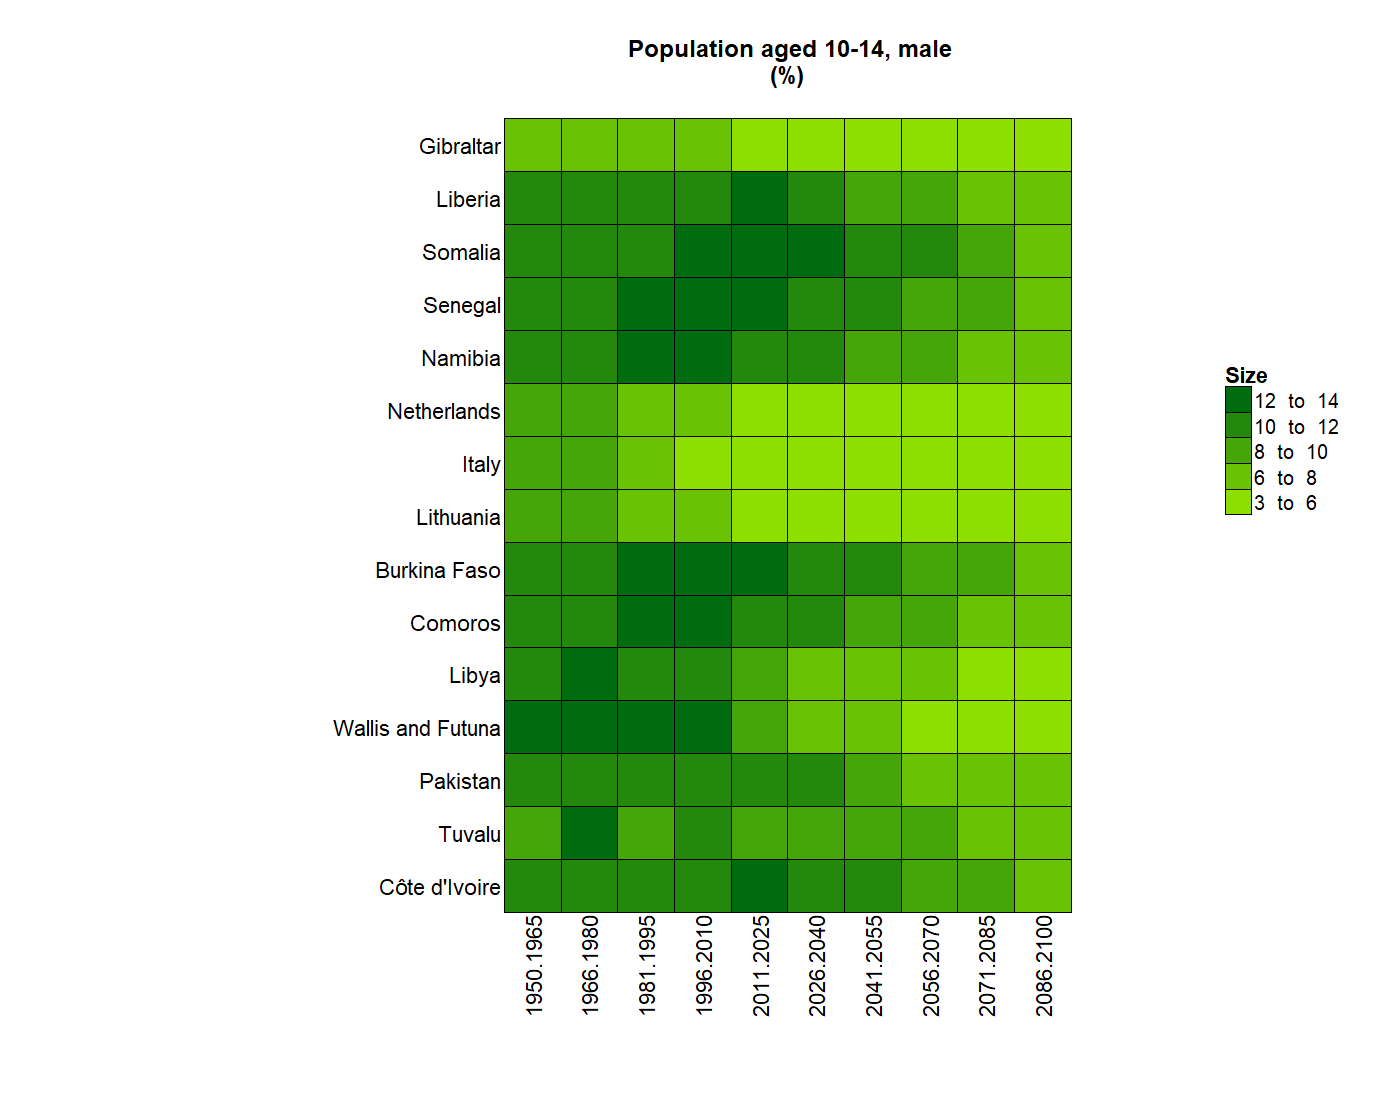 Population aged 10-14, male
(%)
Gibraltar
Liberia
Somalia
Senegal
Namibia
Netherlands
Italy
Lithuania
Burkina Faso
Comoros
Libya
Wallis and Futuna
Pakistan
Tuvalu
Côte d'Ivoire
1950.1965
1966.1980
1981.1995
1996.2010
2011.2025
2026.2040
2041.2055
2056.2070
2071.2085
2086.2100
Size
12 to 14
10 to 12
8 to 10
6 to 8
3 to 6